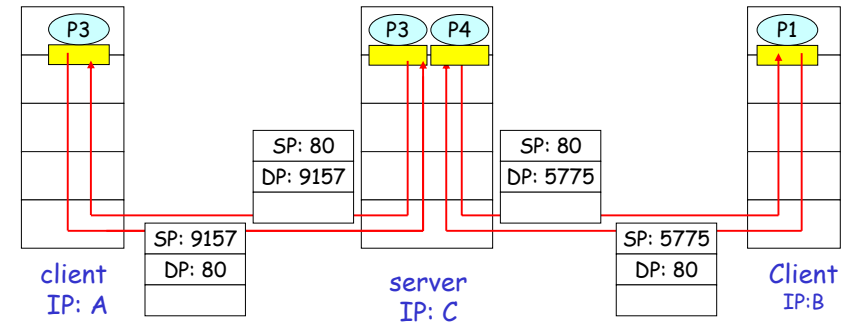 P3
P3
P4
P1
SP: 80
DP: 9157
SP: 80
DP: 5775
SP: 9157
DP: 80
SP: 5775
DP: 80
client
IP: A
server
IP: C
Client
IP:B